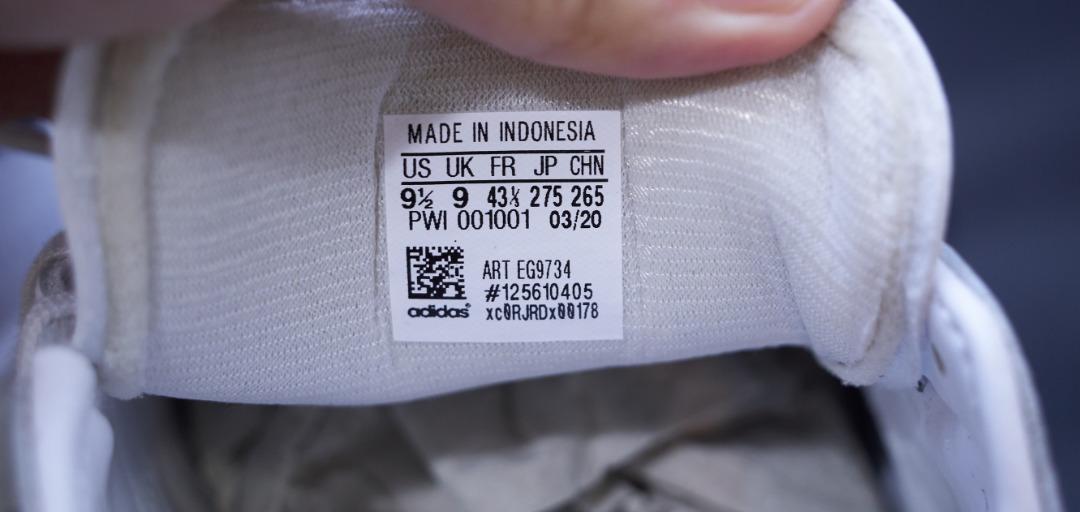 MADE IN INDONESIA
US UK FR JP CHN
9½ 9 43⅓ 275 265
PWI 001001 03/20
ART EG9734
#125610405
adidas
xc0RJRDx00178